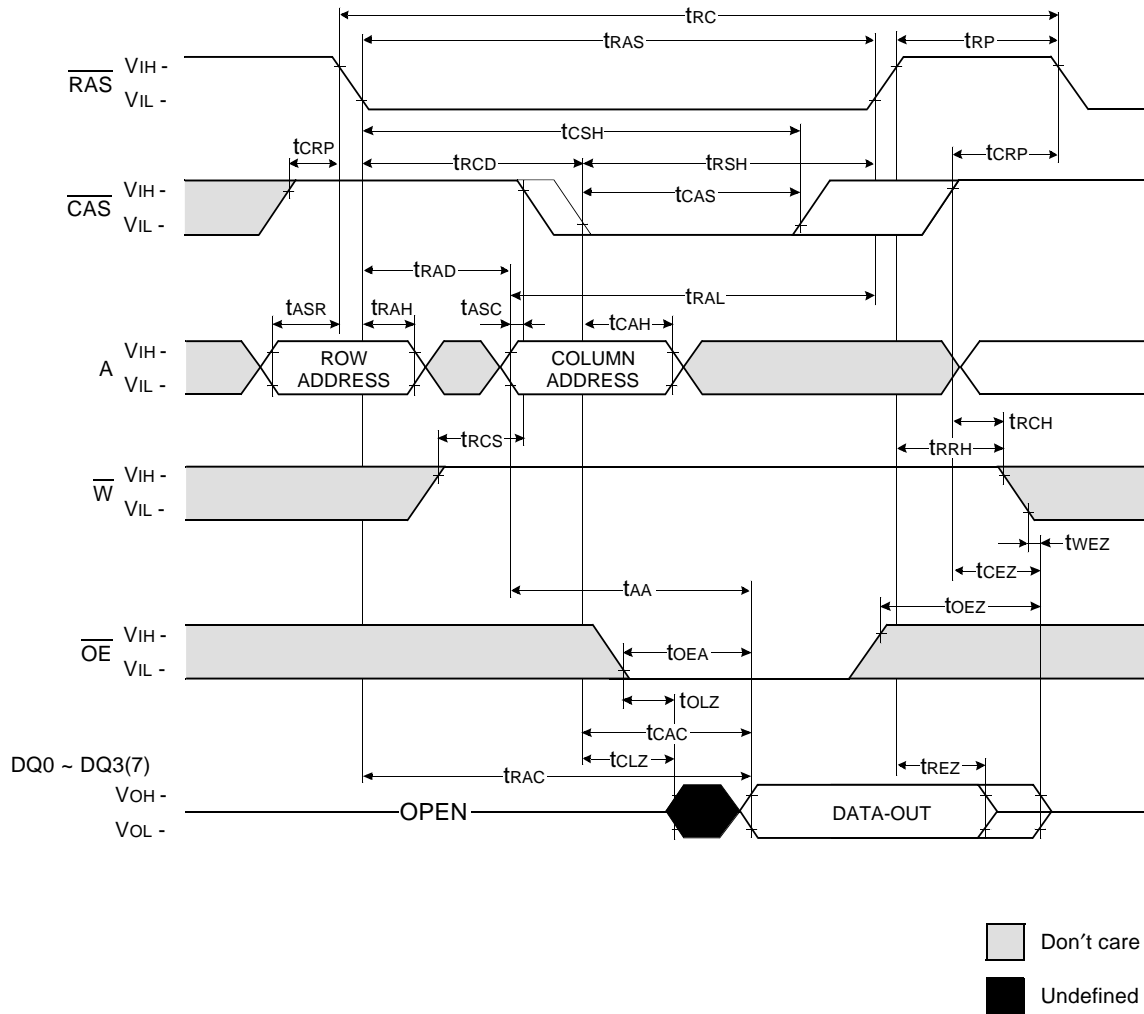 tRC
tRAS
tRP
RAS
VIH -
VIL -
tCSH
tCRP
tRCD
tRSH
tCRP
CAS
VIH -
VIL -
tCAS
tRAD
tRAL
tASR
tRAH
tASC
tCAH
A
VIH -
VIL -
ROW
ADDRESS
COLUMN
ADDRESS
tRCS
tRCH
tRRH
W
VIH -
VIL -
tWEZ
tCEZ
tAA
tOEZ
OE
VIH -
VIL -
tOEA
tOLZ
tCAC
tCLZ
tREZ
DQ0 ~ DQ3(7)
tRAC
VOH -
VOL -
OPEN
DATA-OUT
Don′t care
Undefined